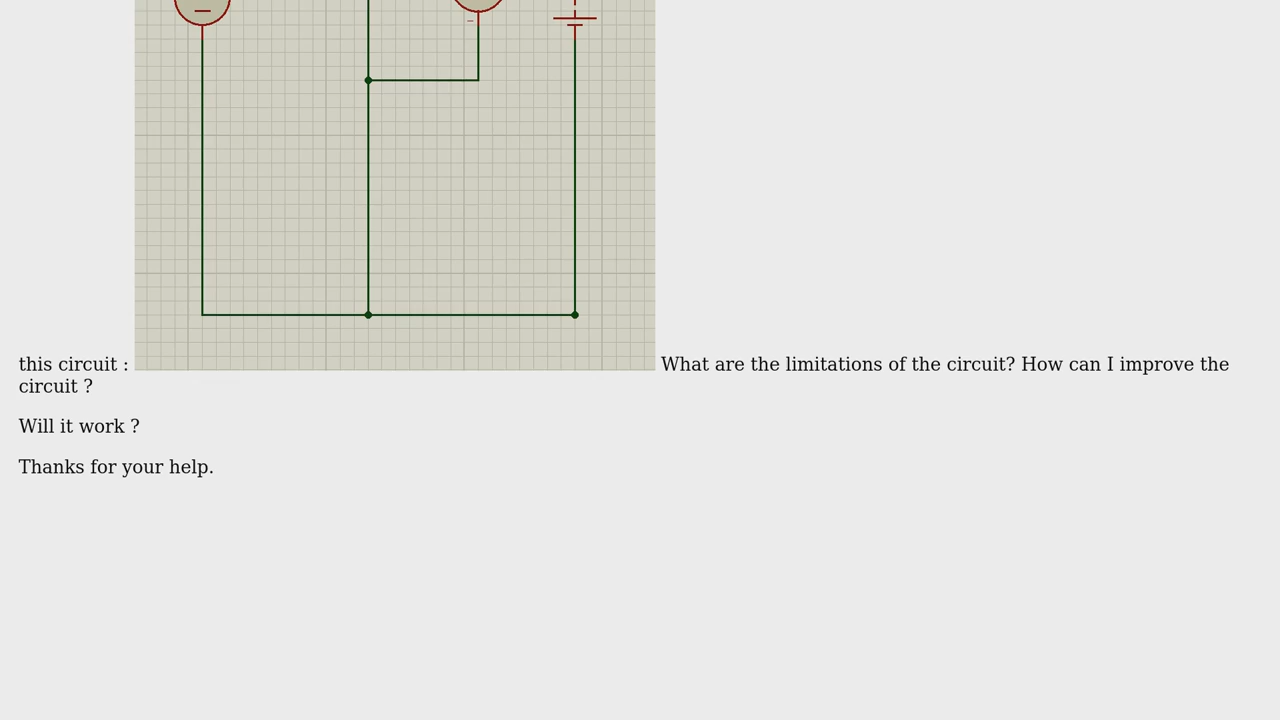 this circuit : What are the limitations of the circuit? How can I improve the
circuit ?
Will it work ?
Thanks for your help.